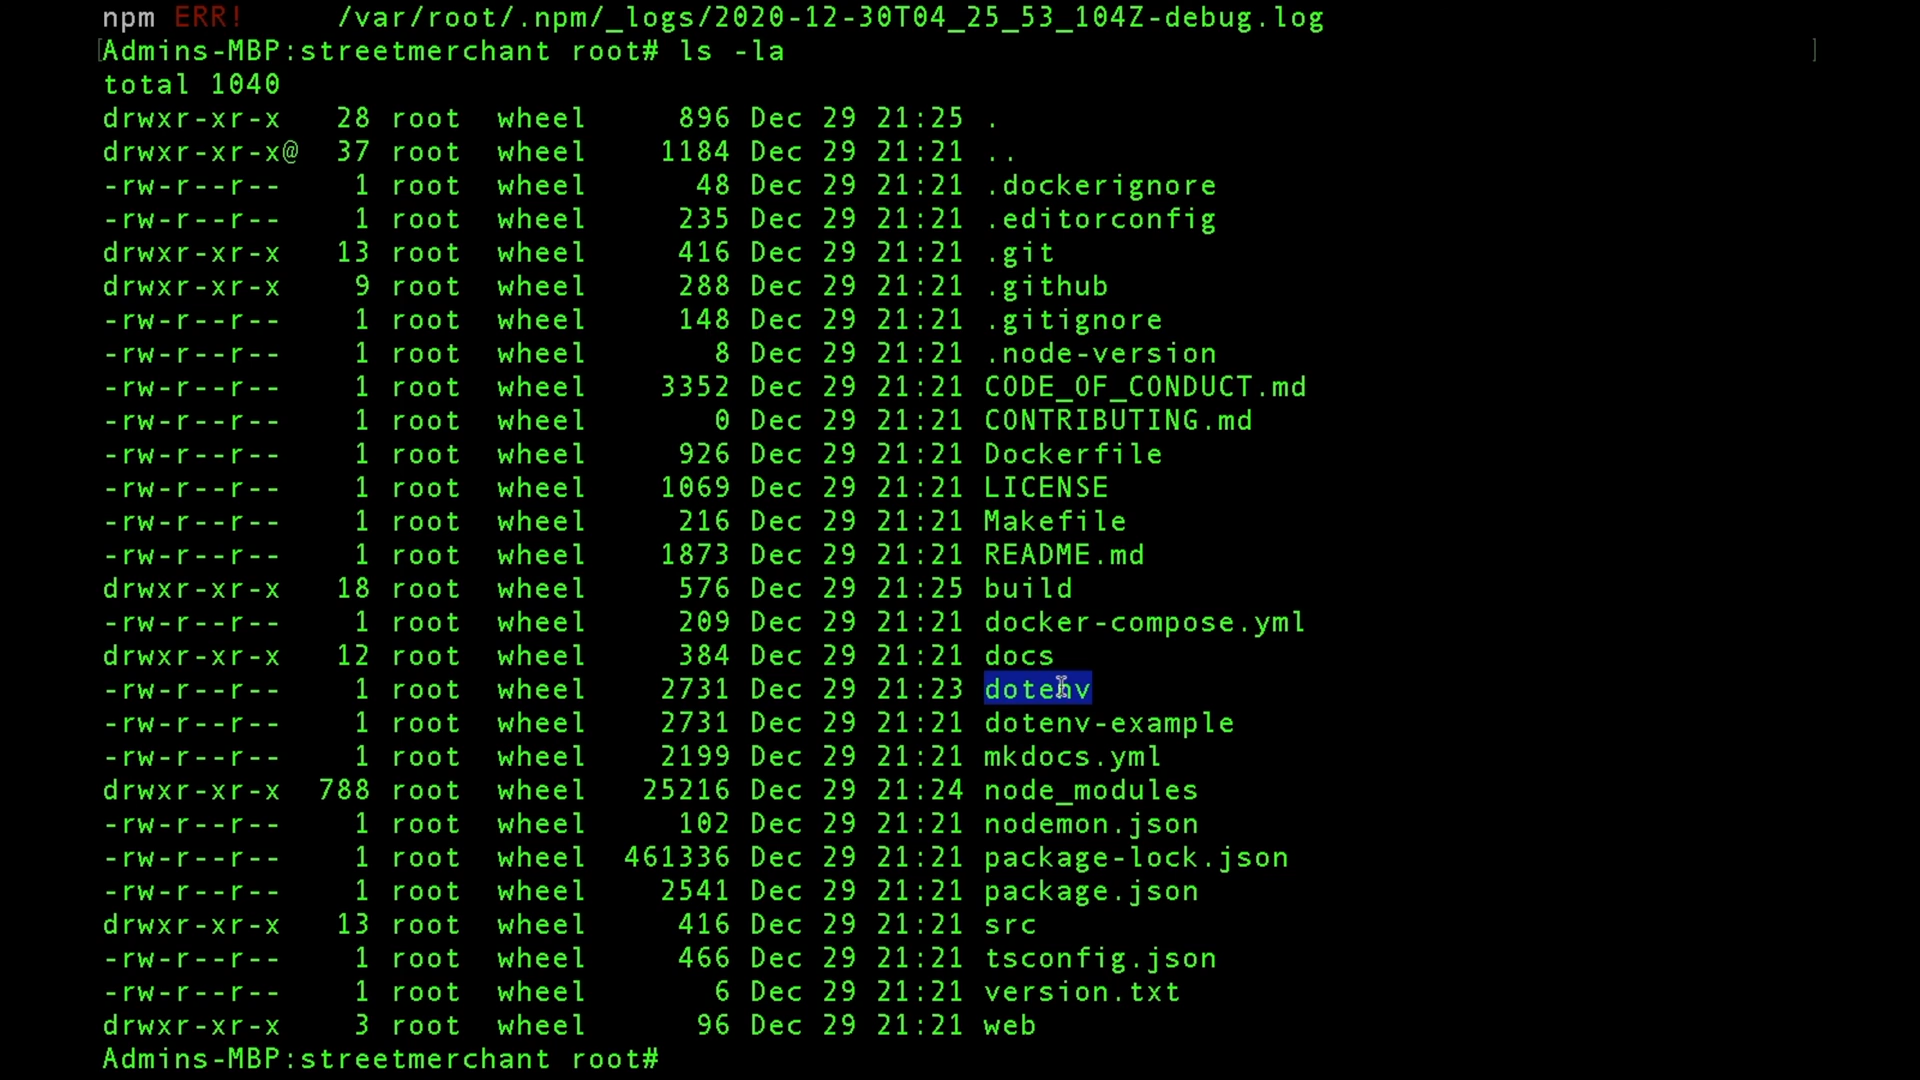 npm ERR!     /var/root/.npm/_logs/2020-12-30T04_25_53_104Z-debug.log
[Admins-MBP:streetmerchant root# ls -la ]
total 1040
drwxr-xr-x   28 root  wheel     896 Dec 29 21:25 .
drwxr-xr-x@  37 root  wheel    1184 Dec 29 21:21 ..
-rw-r--r--    1 root  wheel      48 Dec 29 21:21 .dockerignore
-rw-r--r--    1 root  wheel     235 Dec 29 21:21 .editorconfig
drwxr-xr-x   13 root  wheel     416 Dec 29 21:21 .git
drwxr-xr-x    9 root  wheel     288 Dec 29 21:21 .github
-rw-r--r--    1 root  wheel     148 Dec 29 21:21 .gitignore
-rw-r--r--    1 root  wheel       8 Dec 29 21:21 .node-version
-rw-r--r--    1 root  wheel    3352 Dec 29 21:21 CODE_OF_CONDUCT.md
-rw-r--r--    1 root  wheel       0 Dec 29 21:21 CONTRIBUTING.md
-rw-r--r--    1 root  wheel     926 Dec 29 21:21 Dockerfile
-rw-r--r--    1 root  wheel    1069 Dec 29 21:21 LICENSE
-rw-r--r--    1 root  wheel     216 Dec 29 21:21 Makefile
-rw-r--r--    1 root  wheel    1873 Dec 29 21:21 README.md
drwxr-xr-x   18 root  wheel     576 Dec 29 21:25 build
-rw-r--r--    1 root  wheel     209 Dec 29 21:21 docker-compose.yml
drwxr-xr-x   12 root  wheel     384 Dec 29 21:21 docs
-rw-r--r--    1 root  wheel    2731 Dec 29 21:23 dotenv
-rw-r--r--    1 root  wheel    2731 Dec 29 21:21 dotenv-example
-rw-r--r--    1 root  wheel    2199 Dec 29 21:21 mkdocs.yml
drwxr-xr-x  788 root  wheel   25216 Dec 29 21:24 node_modules
-rw-r--r--    1 root  wheel     102 Dec 29 21:21 nodemon.json
-rw-r--r--    1 root  wheel  461336 Dec 29 21:21 package-lock.json
-rw-r--r--    1 root  wheel    2541 Dec 29 21:21 package.json
drwxr-xr-x   13 root  wheel     416 Dec 29 21:21 src
-rw-r--r--    1 root  wheel     466 Dec 29 21:21 tsconfig.json
-rw-r--r--    1 root  wheel       6 Dec 29 21:21 version.txt
drwxr-xr-x    3 root  wheel      96 Dec 29 21:21 web
Admins-MBP:streetmerchant root#